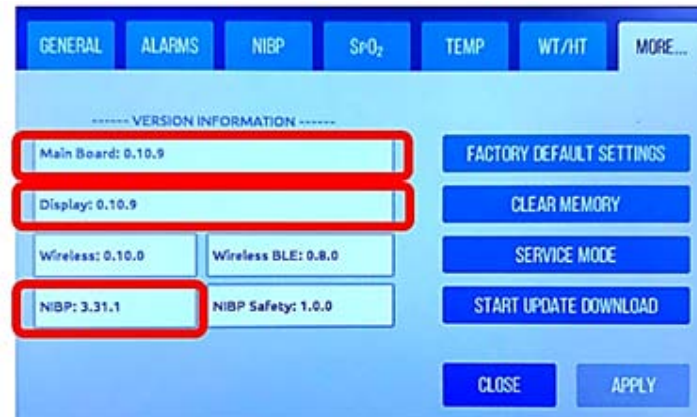 GENERAL ALARMS NIBP SpO₂ TEMP WT/HT MORE...
------ VERSION INFORMATION ------
Main Board: 0.10.9
Display: 0.10.9
Wireless: 0.10.0 Wireless BLE: 0.8.0
NIBP: 3.31.1 NIBP Safety: 1.0.0
FACTORY DEFAULT SETTINGS
CLEAR MEMORY
SERVICE MODE
START UPDATE DOWNLOAD
CLOSE APPLY